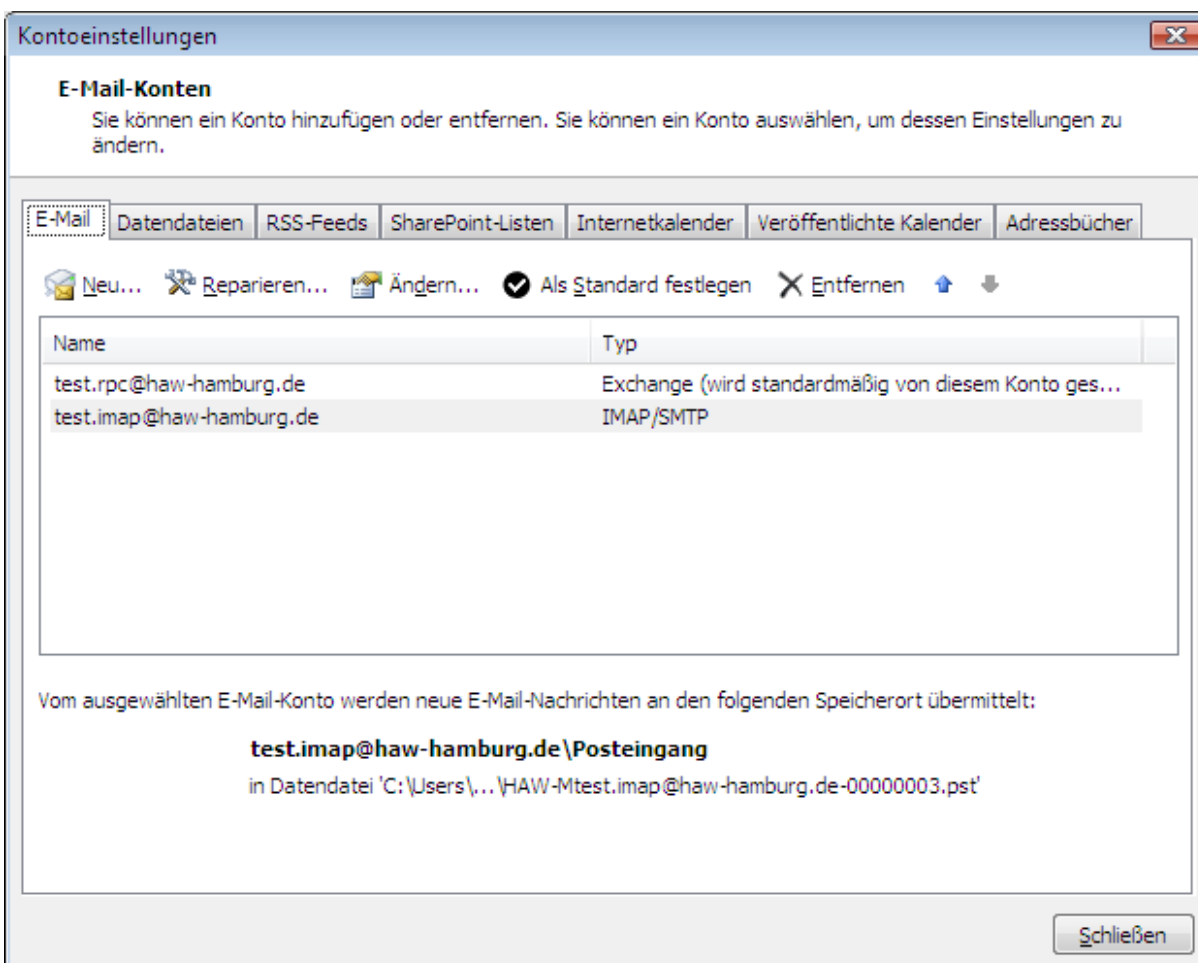 Kontoeinstellungen
E-Mail-Konten
Sie können ein Konto hinzufügen oder entfernen. Sie können ein Konto auswählen, um dessen Einstellungen zu
ändern.
E-Mail Datendateien RSS-Feeds SharePoint-Listen Internetkalender Veröffentlichte Kalender Adressbücher
Neu... Reparieren... Ändern... Als Standard festlegen Entfernen
Name Typ
test.rpc@haw-hamburg.de Exchange (wird standardmäßig von diesem Konto ges...
test.imap@haw-hamburg.de IMAP/SMTP
Vom ausgewählten E-Mail-Konto werden neue E-Mail-Nachrichten an den folgenden Speicherort übermittelt:
test.imap@haw-hamburg.de\Posteingang
in Datendatei 'C:\Users\...\HAW-Mtest.imap@haw-hamburg.de-00000003.pst'
Schließen